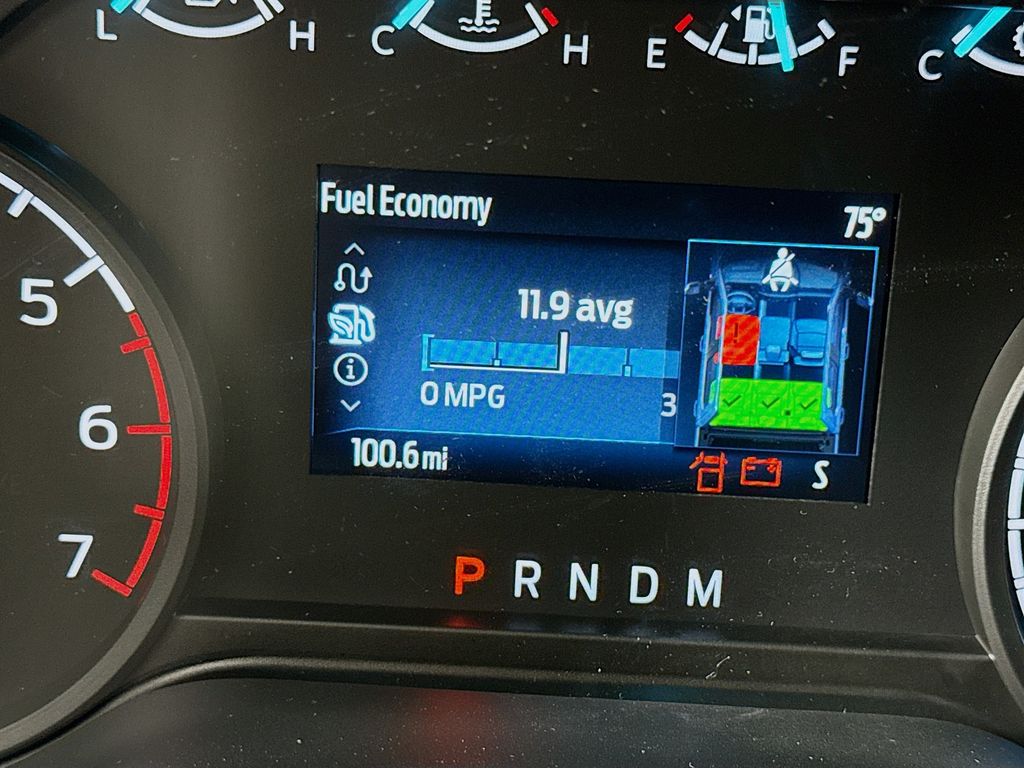 L H C H E F C
Fuel Economy
75°
11.9 avg
0 MPG
3
100.6 mi
S
5
6
7
P R N D M